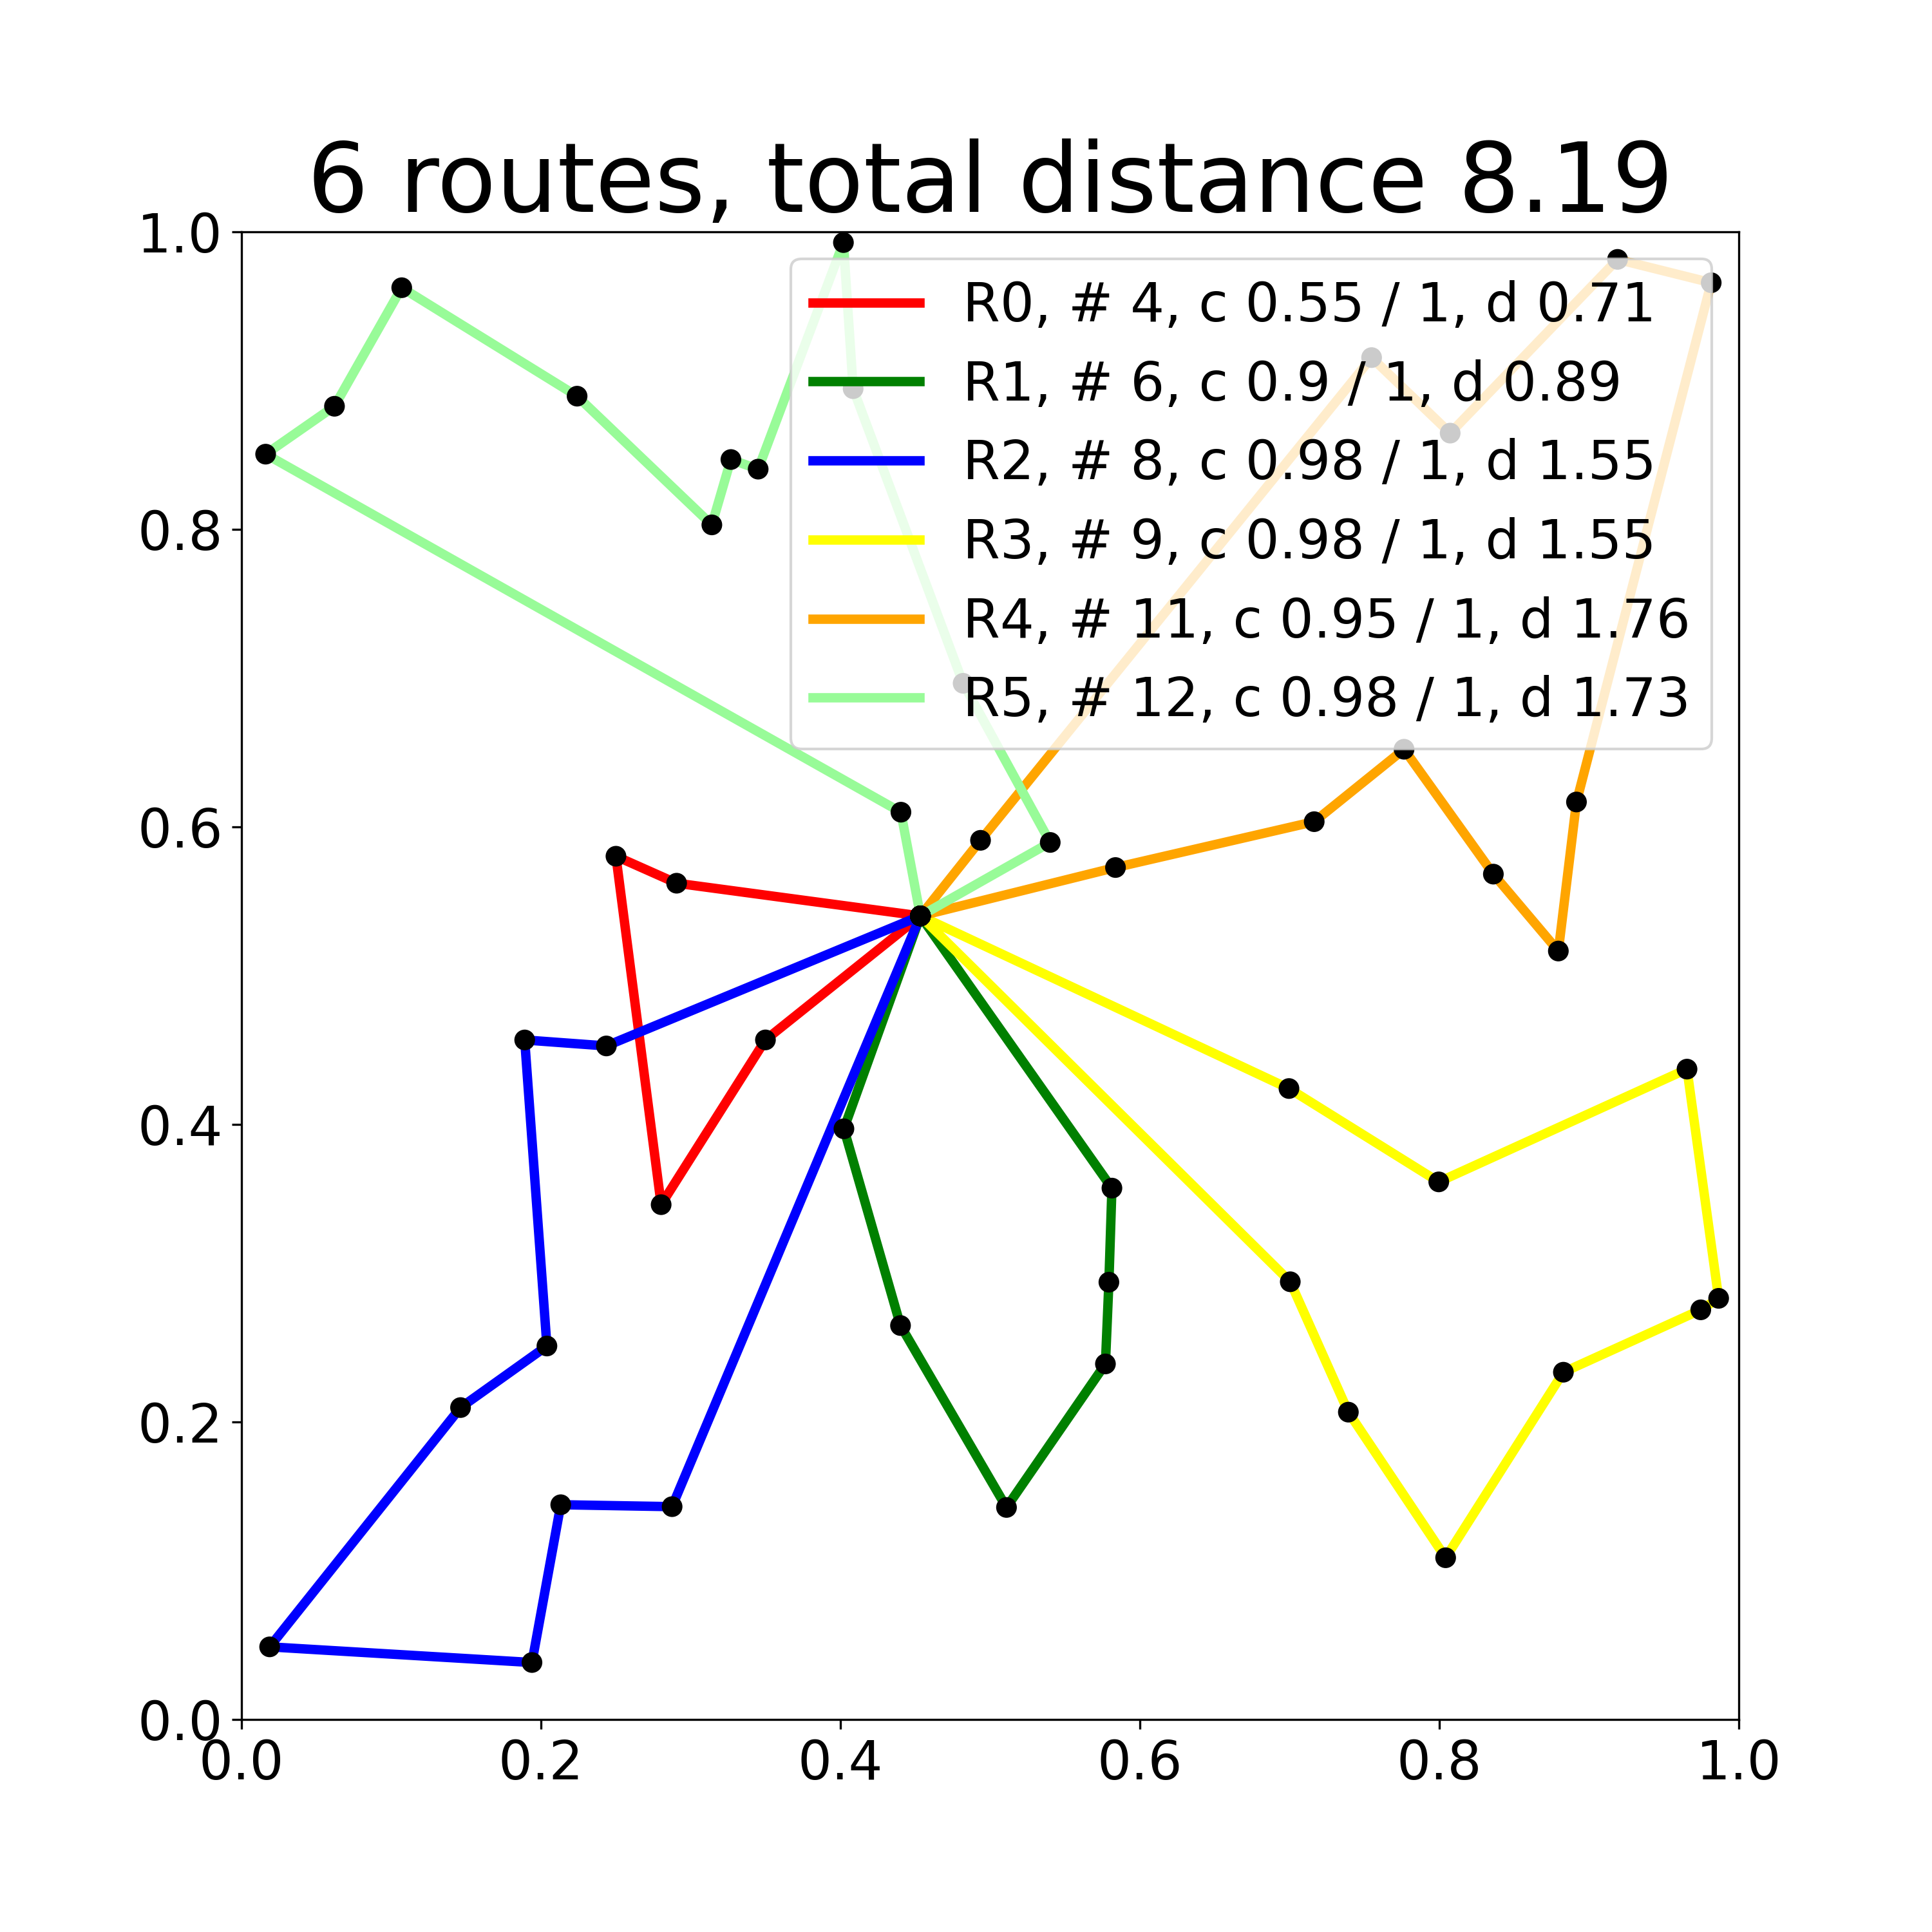 6 routes, total distance 8.19
1.0
0.8
0.6
0.4
0.2
0.0
R0, # 4, c 0.55 / 1, d 0.71
R1, # 6, c 0.9 / 1, d 0.89
R2, # 8, c 0.98 / 1, d 1.55
R3, # 9, c 0.98 / 1, d 1.55
R4, # 11, c 0.95 / 1, d 1.76
R5, # 12, c 0.98 / 1, d 1.73
0.0 0.2 0.4 0.6 0.8 1.0